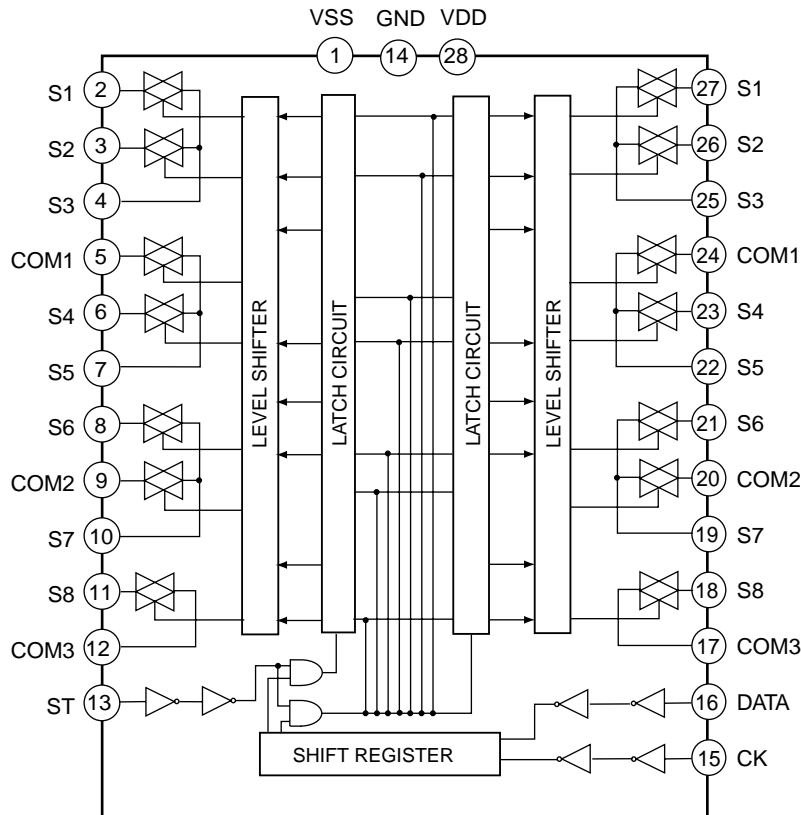 VSS GND VDD
1 14 28
S1 2 27 S1
S2 3 26 S2
S3 4 25 S3
COM1 5 24 COM1
S4 6 23 S4
S5 7 22 S5
S6 8 21 S6
COM2 9 20 COM2
S7 10 19 S7
S8 11 18 S8
COM3 12 17 COM3
ST 13 16 DATA
15 CK
LEVEL SHIFTER
LATCH CIRCUIT
LATCH CIRCUIT
LEVEL SHIFTER
SHIFT REGISTER